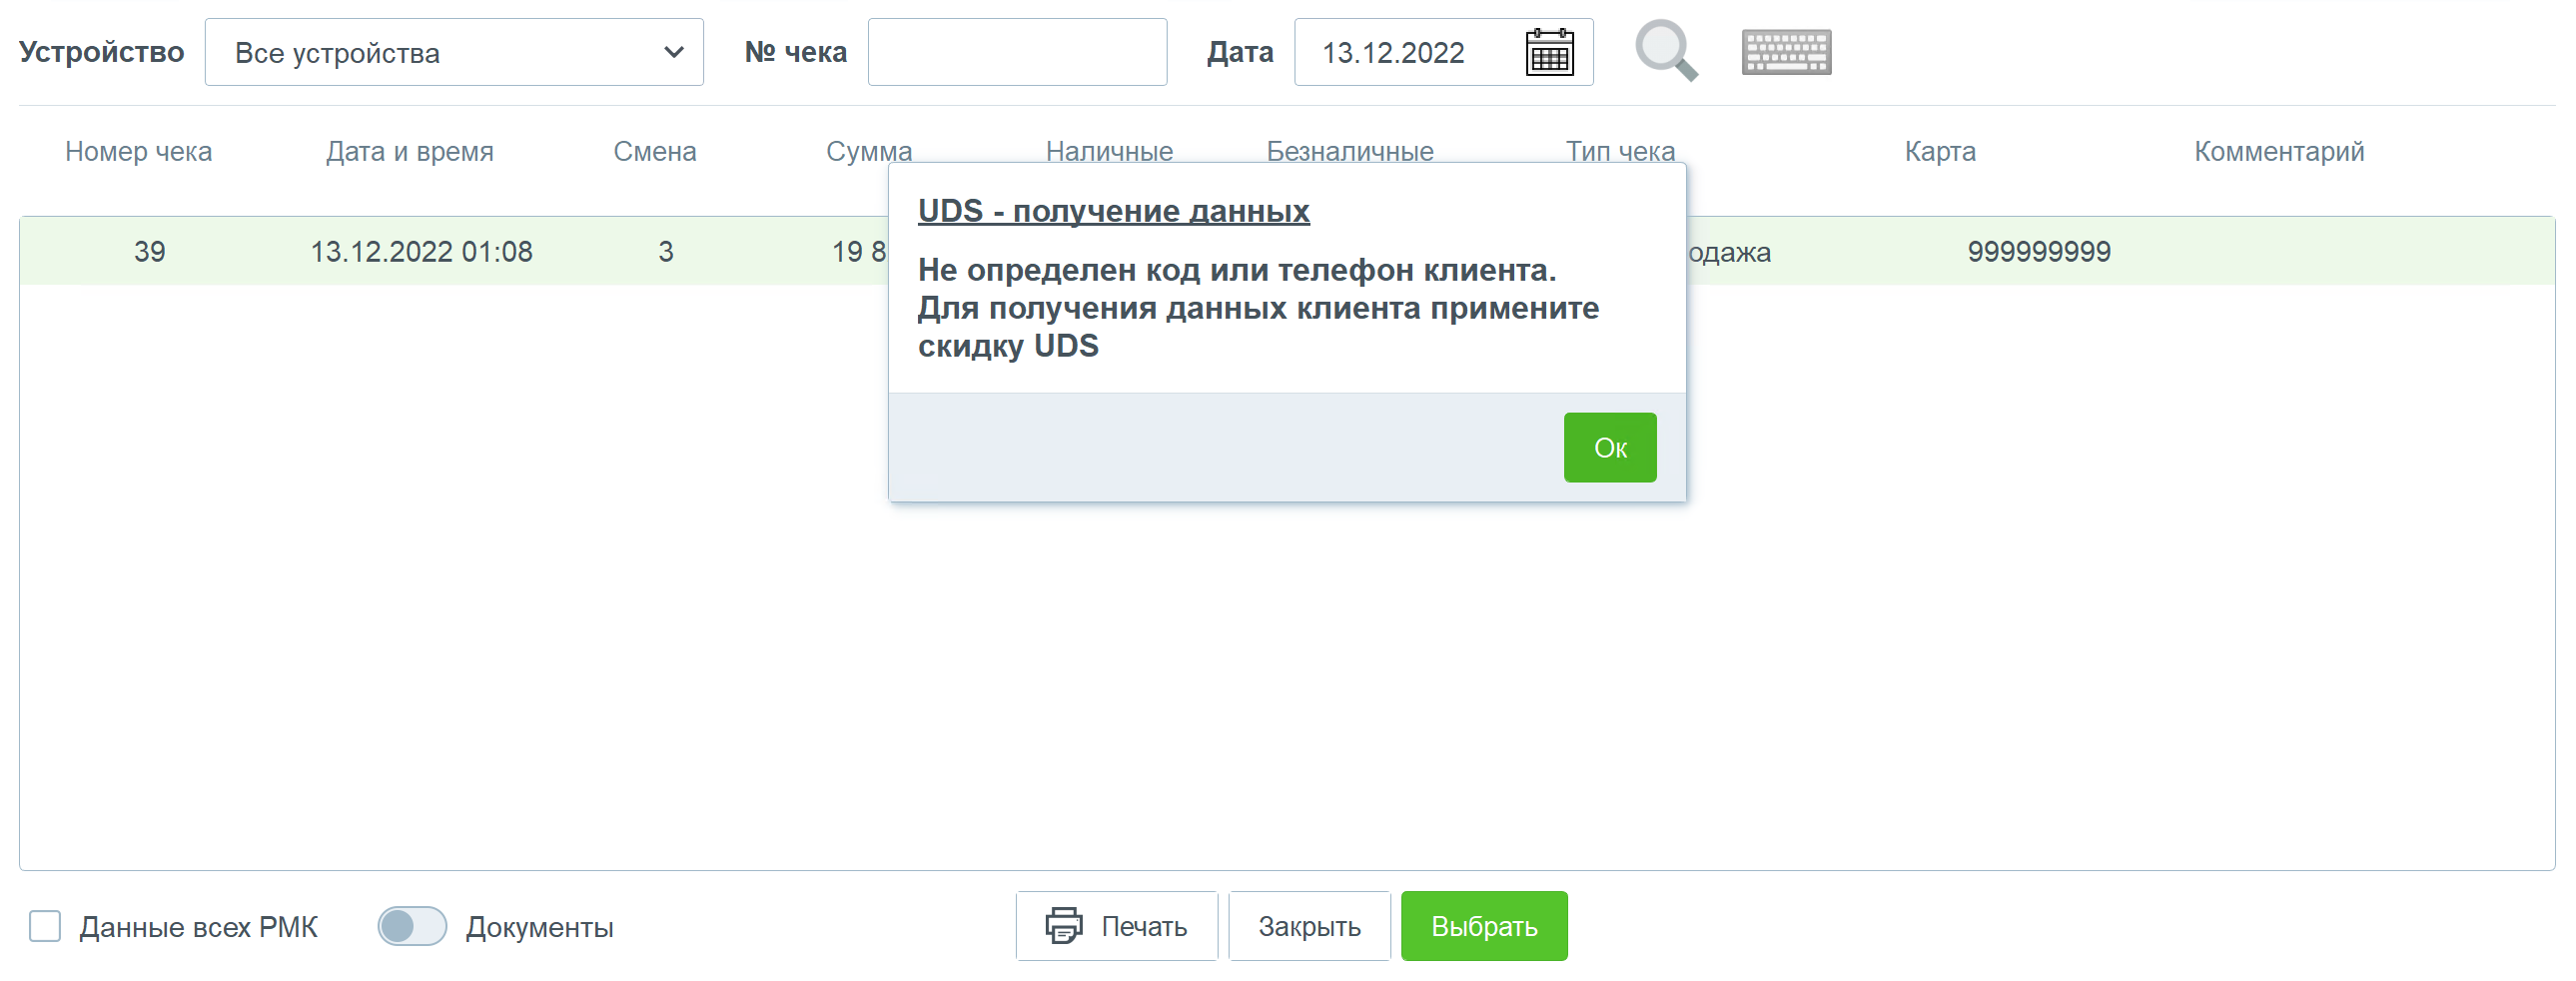 Устройство Все устройства № чека Дата 13.12.2022
Номер чека Дата и время Смена Сумма Наличные Безналичные Тип чека Карта Комментарий
39 13.12.2022 01:08 3 19 8 одажа 999999999
UDS - получение данных
Не определен код или телефон клиента.
Для получения данных клиента примените
скидку UDS
Ок
Данные всех РМК Документы Печать Закрыть Выбрать